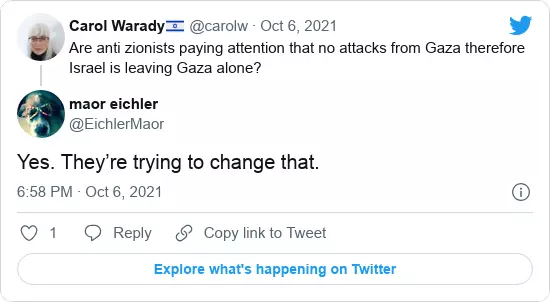 Carol Warady🇮🇱 @carolw · Oct 6, 2021
Are anti zionists paying attention that no attacks from Gaza therefore
Israel is leaving Gaza alone?
maor eichler
@EichlerMaor
Yes. They’re trying to change that.
6:58 PM · Oct 6, 2021
1 Reply Copy link to Tweet
Explore what's happening on Twitter